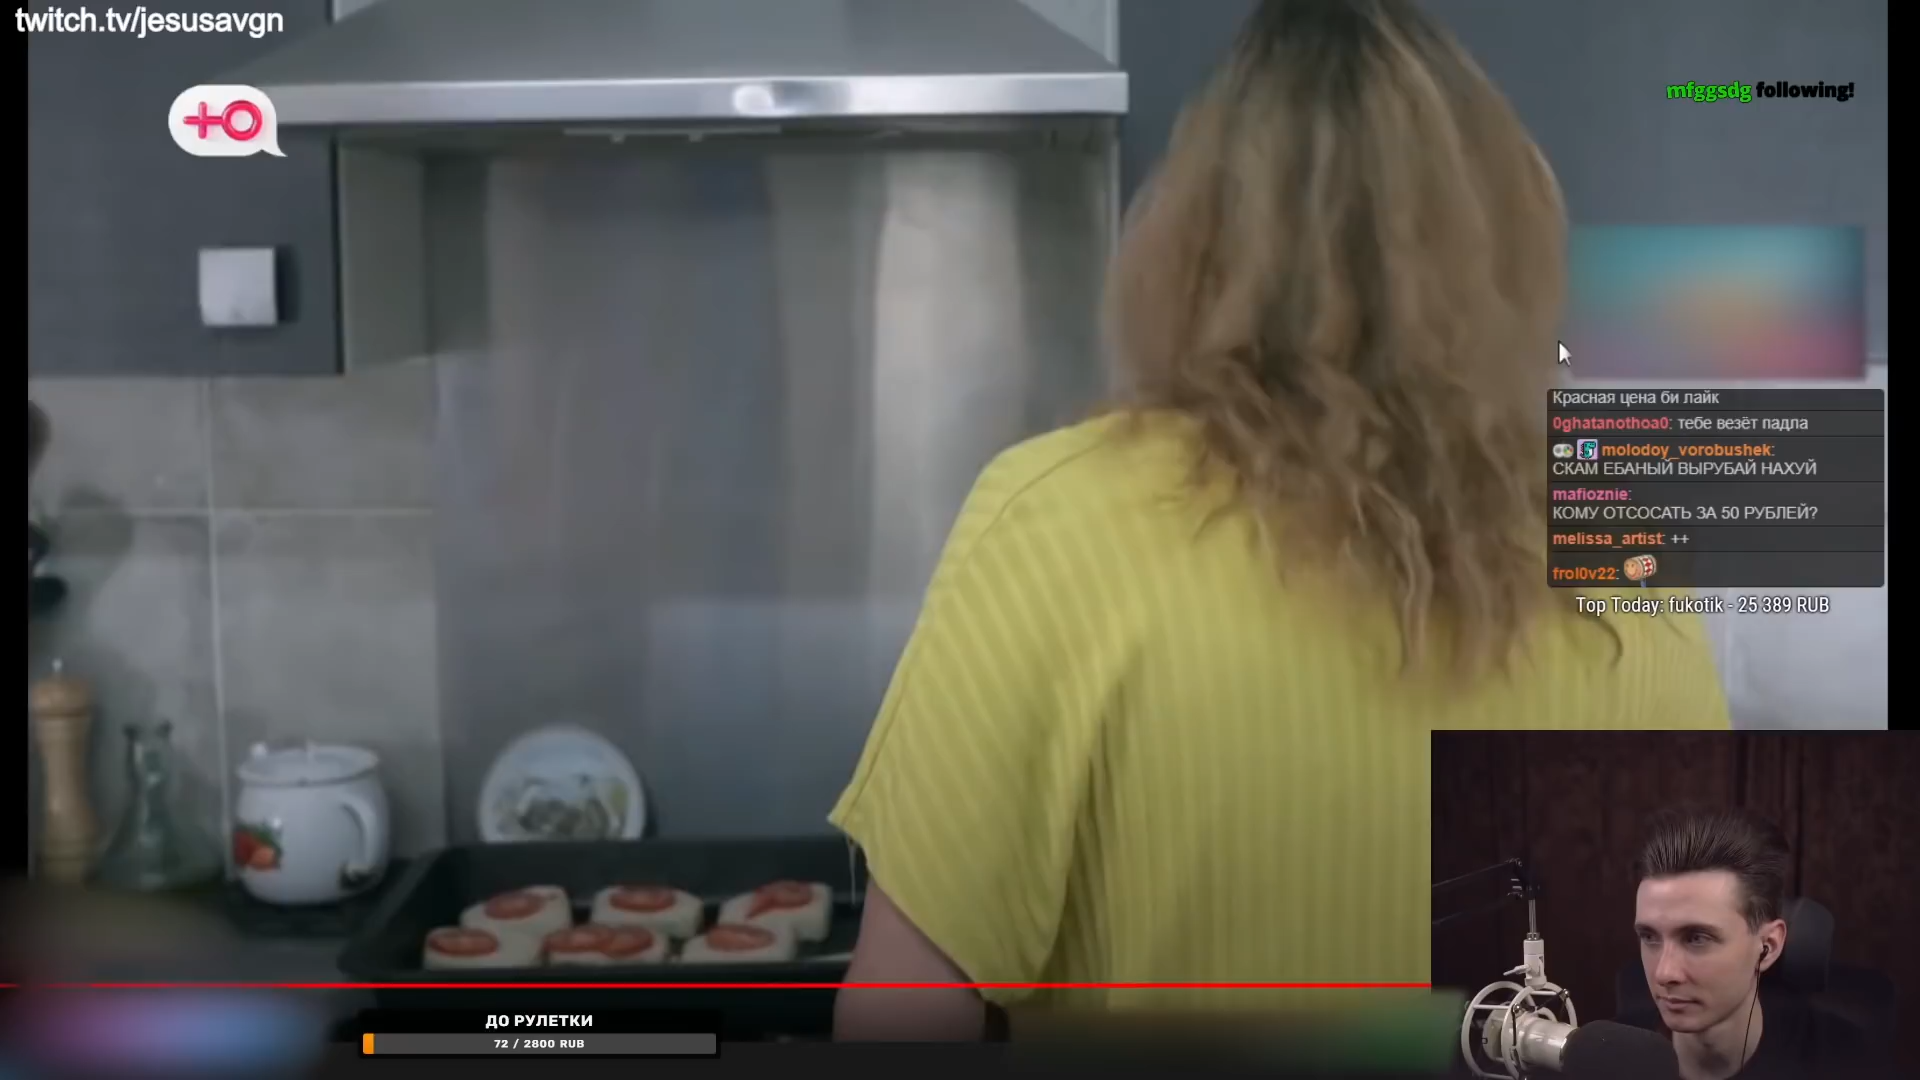 twitch.tv/jesusavgn
Ю
mfggsdg following!
Красная цена би лайк
0ghatanothoa0: тебе везёт падла
molodoy_vorobushek:
СКАМ ЕБАНЫЙ ВЫРУБАЙ НАХУЙ
mafioznie:
КОМУ ОТСОСАТЬ ЗА 50 РУБЛЕЙ?
melissa_artist: ++
frol0v22:
Top Today: fukotik - 25 389 RUB
ДО РУЛЕТКИ
72 / 2800 RUB